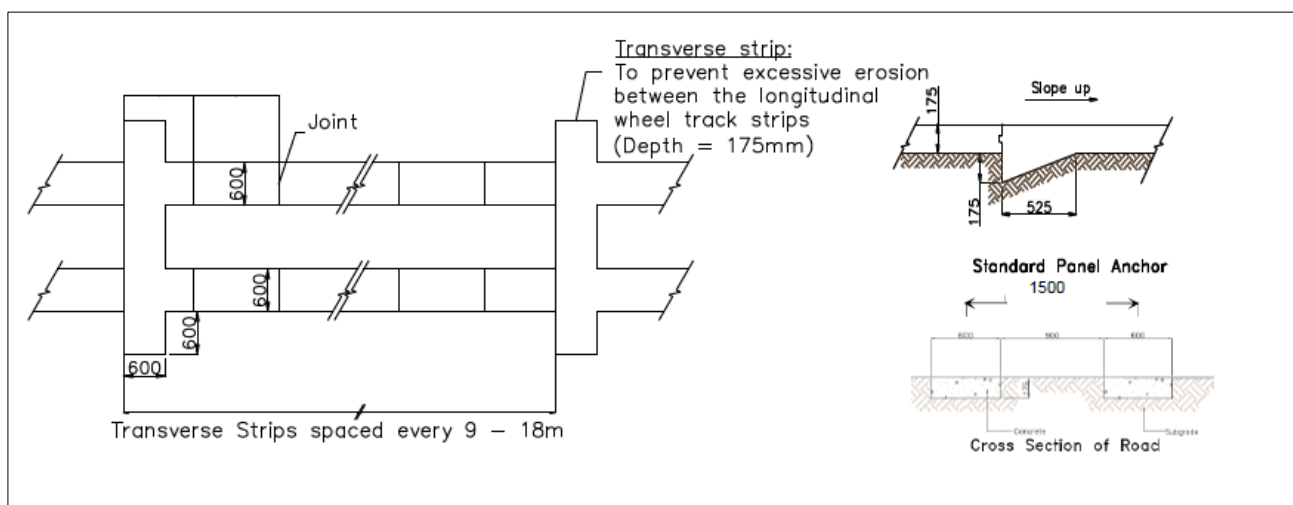 Transverse strip:
To prevent excessive erosion
between the longitudinal
wheel track strips
(Depth = 175mm)
Joint
600
600
600
600
Transverse Strips spaced every 9 – 18m
Slope up
175
175
525
Standard Panel Anchor
1500
600
900
600
175
Concrete
Subgrade
Cross Section of Road